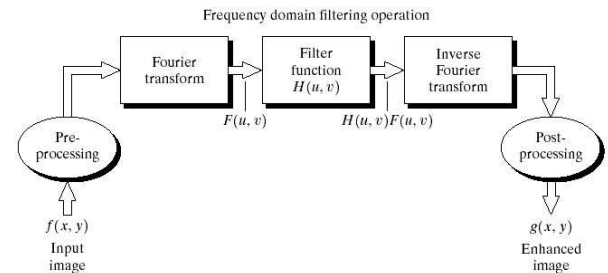 Frequency domain filtering operation
Fourier
transform
Filter
function
H(u, v)
Inverse
Fourier
transform
F(u, v)
H(u, v)F(u, v)
Pre-
processing
Post-
processing
f(x, y)
Input
image
g(x, y)
Enhanced
image